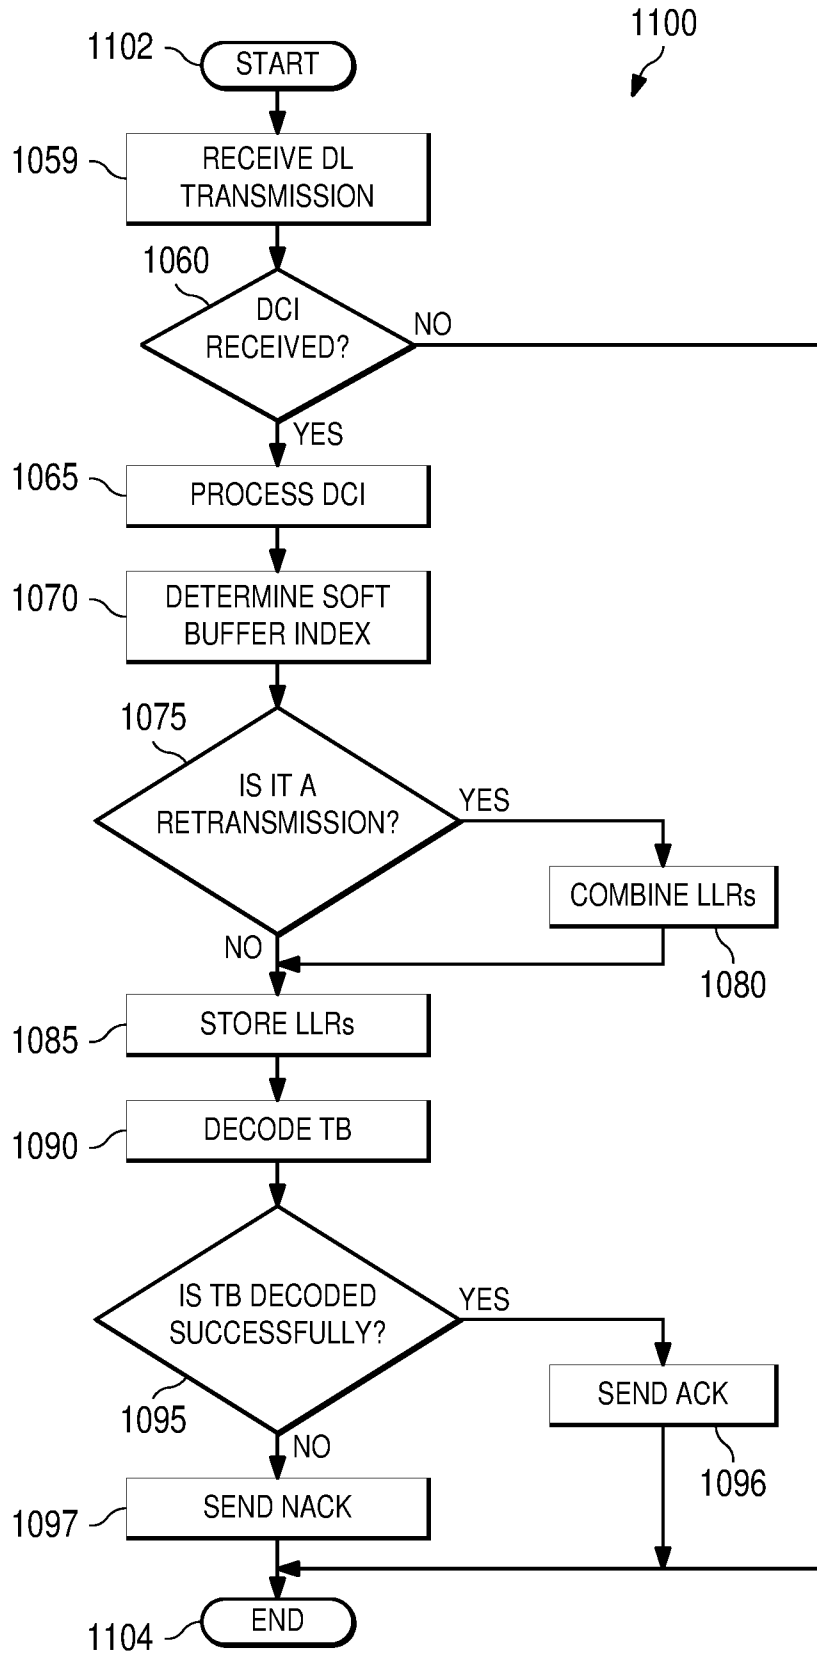 1100
1102
START
1059
RECEIVE DL
TRANSMISSION
1060
DCI
RECEIVED?
NO
YES
1065
PROCESS DCI
1070
DETERMINE SOFT
BUFFER INDEX
1075
IS IT A
RETRANSMISSION?
YES
COMBINE LLRs
1080
NO
1085
STORE LLRs
1090
DECODE TB
IS TB DECODED
SUCCESSFULLY?
YES
1095
SEND ACK
1096
NO
1097
SEND NACK
END
1104